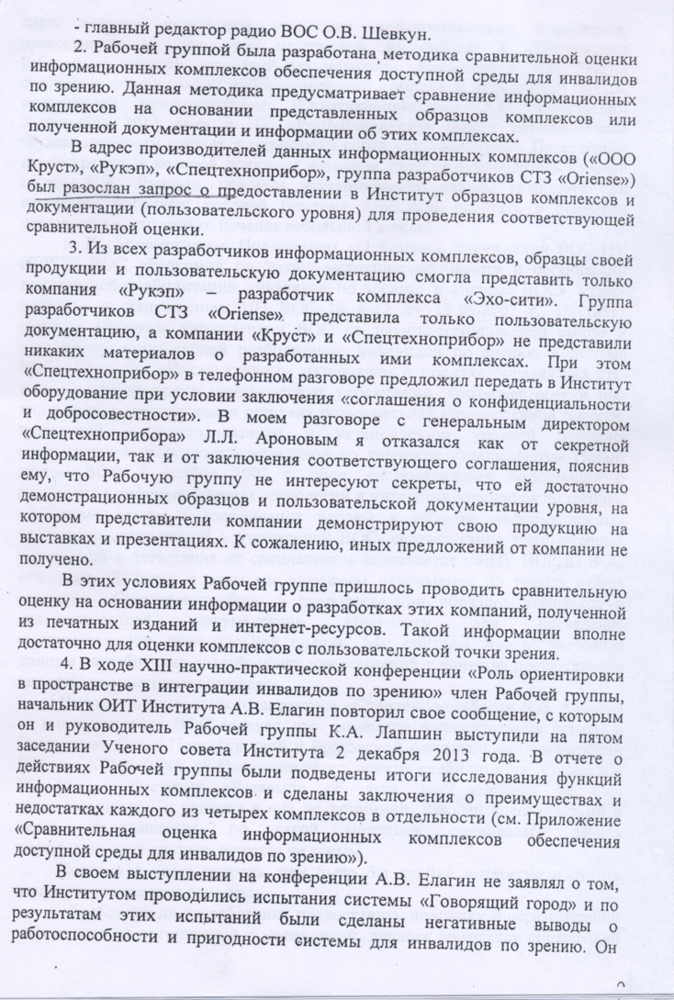 - главный редактор радио ВОС О.В. Шевкун.
2. Рабочей группой была разработана методика сравнительной оценки
информационных комплексов обеспечения доступной среды для инвалидов
по зрению. Данная методика предусматривает сравнение информационных
комплексов на основании представленных образцов комплексов или
полученной документации и информации об этих комплексах.
В адрес производителей данных информационных комплексов («ООО
Круст», «Рукэп», «Спецтехноприбор», группа разработчиков СТЗ «Oriense»)
был разослан запрос о предоставлении в Институт образцов комплексов и
документации (пользовательского уровня) для проведения соответствующей
сравнительной оценки.
3. Из всех разработчиков информационных комплексов, образцы своей
продукции и пользовательскую документацию смогла представить только
компания «Рукэп» – разработчик комплекса «Эхо-сити». Группа
разработчиков СТЗ «Oriense» представила только пользовательскую
документацию, а компании «Круст» и «Спецтехноприбор» не представили
никаких материалов о разработанных ими комплексах. При этом
«Спецтехноприбор» в телефонном разговоре предложил передать в Институт
оборудование при условии заключения «соглашения о конфиденциальности
и добросовестности». В моем разговоре с генеральным директором
«Спецтехноприбора» Л.Л. Ароновым я отказался как от секретной
информации, так и от заключения соответствующего соглашения, пояснив
ему, что Рабочую группу не интересуют секреты, что ей достаточно
демонстрационных образцов и пользовательской документации уровня, на
котором представители компании демонстрируют свою продукцию на
выставках и презентациях. К сожалению, иных предложений от компании не
получено.
В этих условиях Рабочей группе пришлось проводить сравнительную
оценку на основании информации о разработках этих компаний, полученной
из печатных изданий и интернет-ресурсов. Такой информации вполне
достаточно для оценки комплексов с пользовательской точки зрения.
4. В ходе XIII научно-практической конференции «Роль ориентировки
в пространстве в интеграции инвалидов по зрению» член Рабочей группы,
начальник ОИТ Института А.В. Елагин повторил свое сообщение, с которым
он и руководитель Рабочей группы К.А. Лапшин выступили на пятом
заседании Ученого совета Института 2 декабря 2013 года. В отчете о
действиях Рабочей группы были подведены итоги исследования функций
информационных комплексов и сделаны заключения о преимуществах и
недостатках каждого из четырех комплексов в отдельности (см. Приложение
«Сравнительная оценка информационных комплексов обеспечения
доступной среды для инвалидов по зрению»).
В своем выступлении на конференции А.В. Елагин не заявлял о том,
что Институтом проводились испытания системы «Говорящий город» и по
результатам этих испытаний были сделаны негативные выводы о
работоспособности и пригодности системы для инвалидов по зрению. Он